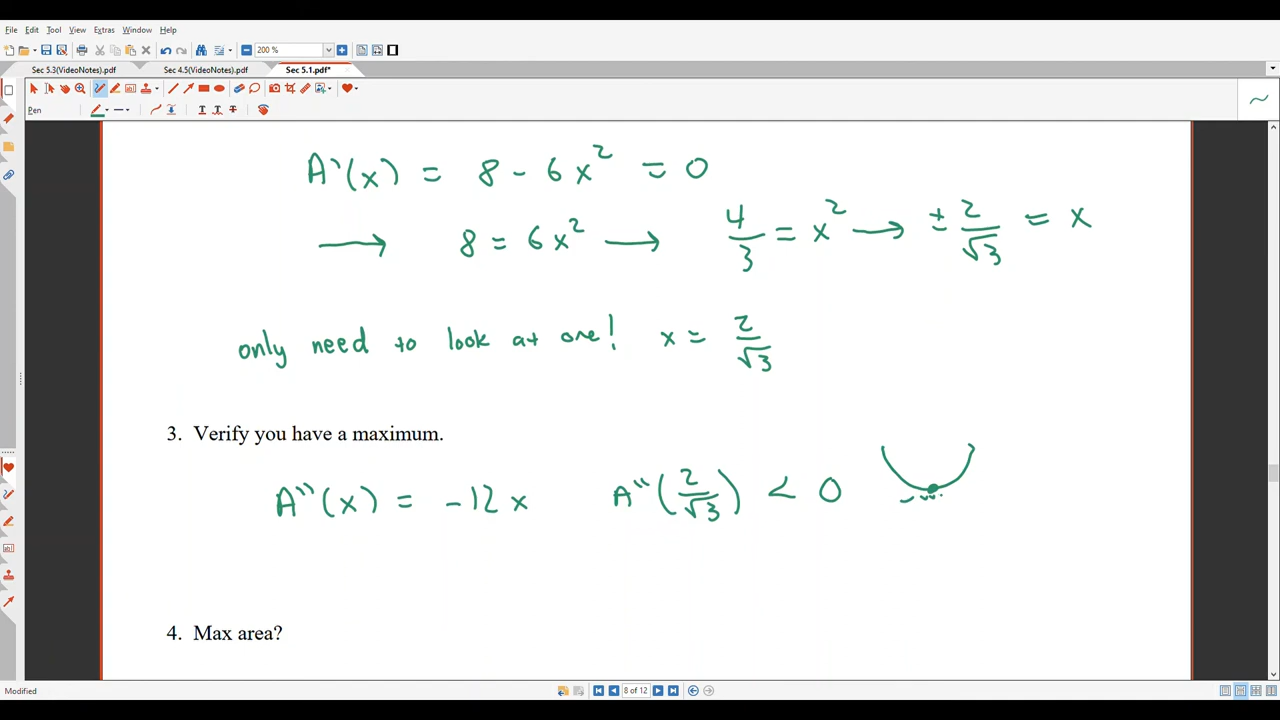 File Edit Tool View Extras Window Help
200 %
Sec 5.3(VideoNotes).pdf Sec 4.5(VideoNotes).pdf Sec 5.1.pdf*
Pen
A'(x) = 8 - 6x² = 0
→ 8 = 6x² → 4/3 = x² → ± 2/√3 = x
only need to look at one! x = 2/√3
3. Verify you have a maximum.
A''(x) = -12x A''(2/√3) < 0
4. Max area?
Modified 8 of 12